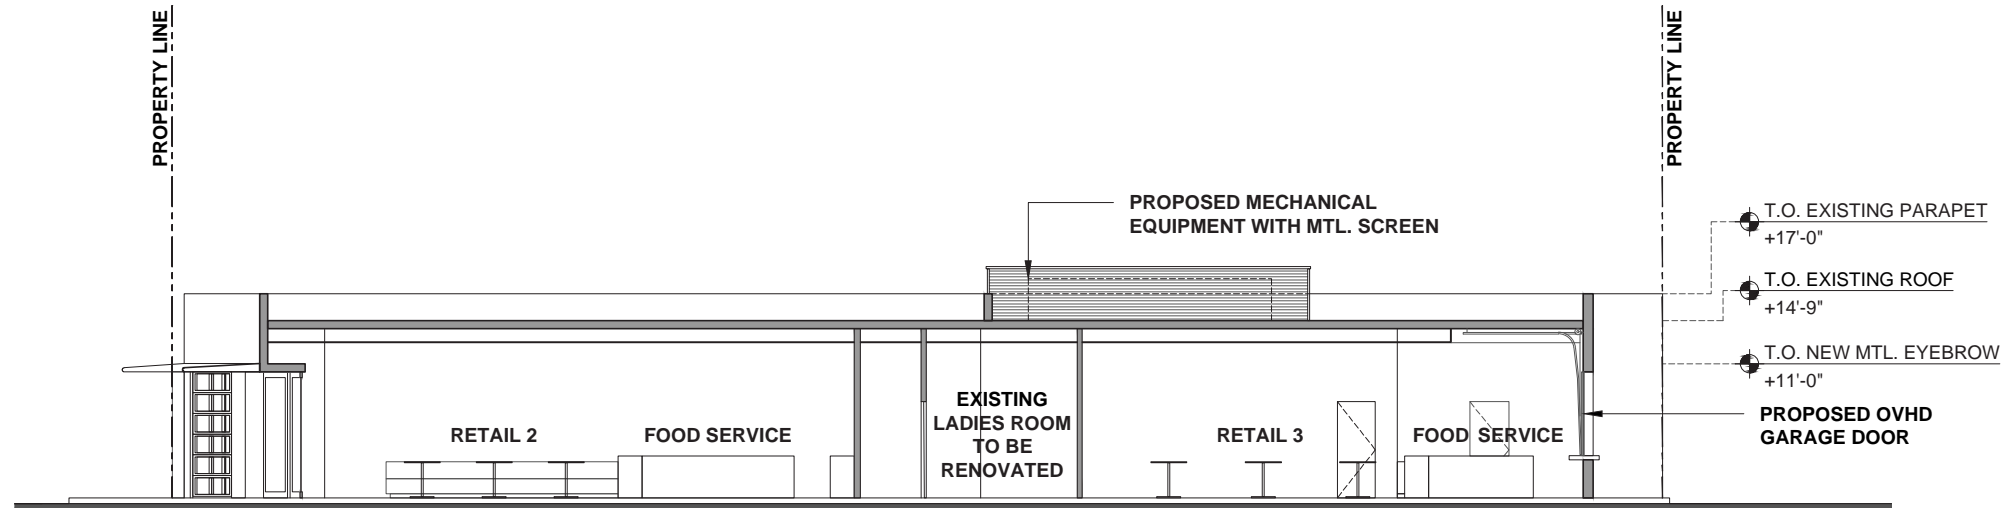 PROPERTY LINE
PROPERTY LINE
PROPOSED MECHANICAL
EQUIPMENT WITH MTL. SCREEN
T.O. EXISTING PARAPET
+17'-0"
T.O. EXISTING ROOF
+14'-9"
T.O. NEW MTL. EYEBROW
+11'-0"
PROPOSED OVHD
GARAGE DOOR
RETAIL 2
FOOD SERVICE
EXISTING
LADIES ROOM
TO BE
RENOVATED
RETAIL 3
FOOD SERVICE